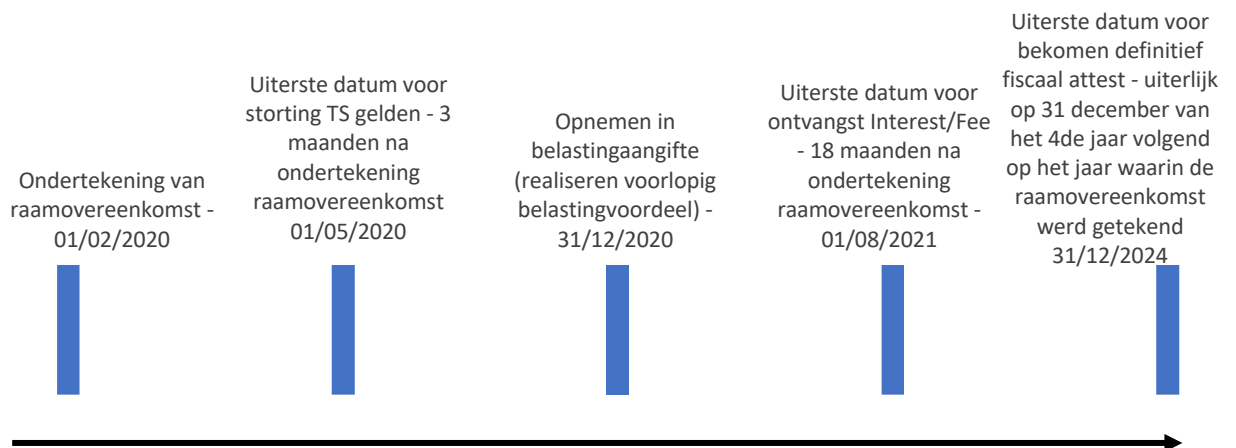 Ondertekening van
raamovereenkomst -
01/02/2020
Uiterste datum voor
storting TS gelden - 3
maanden na
ondertekening
raamovereenkomst
01/05/2020
Opnemen in
belastingaangifte
(realiseren voorlopig
belastingvoordeel) -
31/12/2020
Uiterste datum voor
ontvangst Interest/Fee
- 18 maanden na
ondertekening
raamovereenkomst -
01/08/2021
Uiterste datum voor
bekomen definitief
fiscaal attest - uiterlijk
op 31 december van
het 4de jaar volgend
op het jaar waarin de
raamovereenkomst
werd getekend
31/12/2024